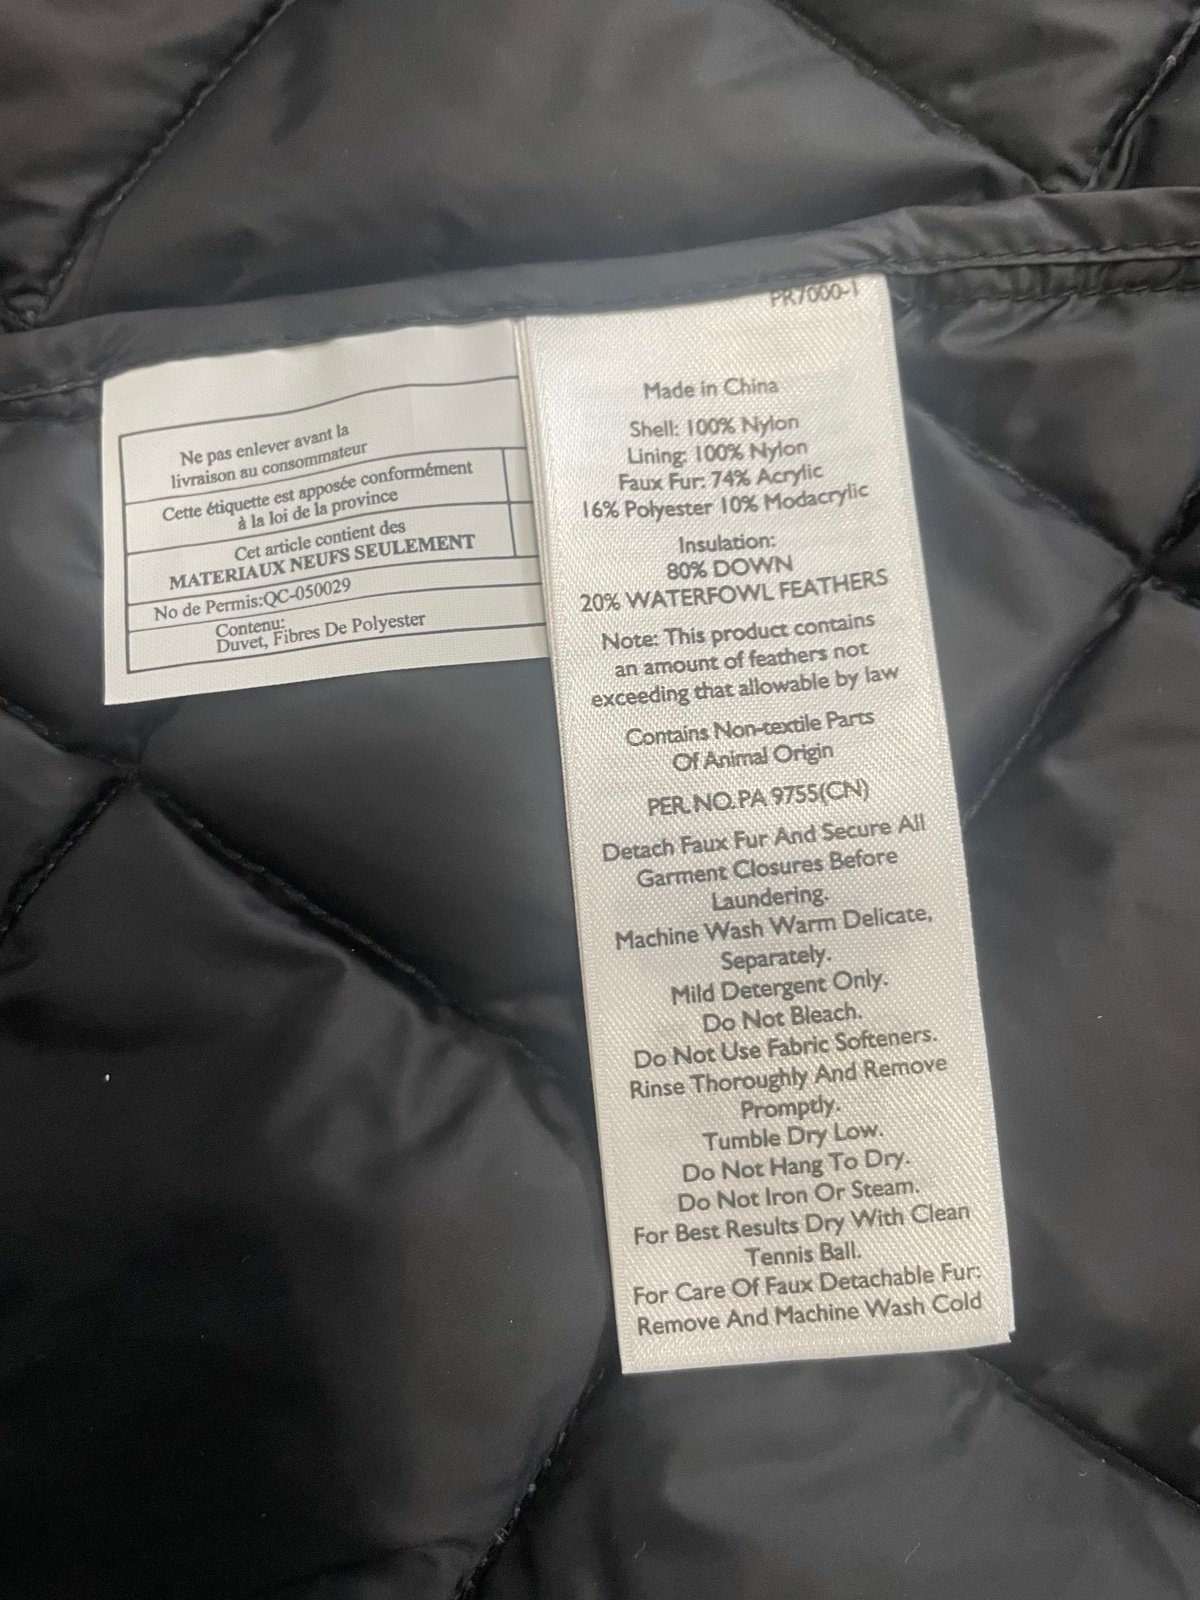 Ne pas enlever avant la
livraison au consommateur
Cette étiquette est apposée conformément
à la loi de la province
Cet article contient des
MATERIAUX NEUFS SEULEMENT
No de Permis:QC-050029
Contenu:
Duvet, Fibres De Polyester
PR7000-1
Made in China
Shell: 100% Nylon
Lining: 100% Nylon
Faux Fur: 74% Acrylic
16% Polyester 10% Modacrylic
Insulation:
80% DOWN
20% WATERFOWL FEATHERS
Note: This product contains
an amount of feathers not
exceeding that allowable by law
Contains Non-textile Parts
Of Animal Origin
PER.NO.PA 9755(CN)
Detach Faux Fur And Secure All
Garment Closures Before
Laundering.
Machine Wash Warm Delicate,
Separately.
Mild Detergent Only.
Do Not Bleach.
Do Not Use Fabric Softeners.
Rinse Thoroughly And Remove
Promptly.
Tumble Dry Low.
Do Not Hang To Dry.
Do Not Iron Or Steam.
For Best Results Dry With Clean
Tennis Ball.
For Care Of Faux Detachable Fur:
Remove And Machine Wash Cold